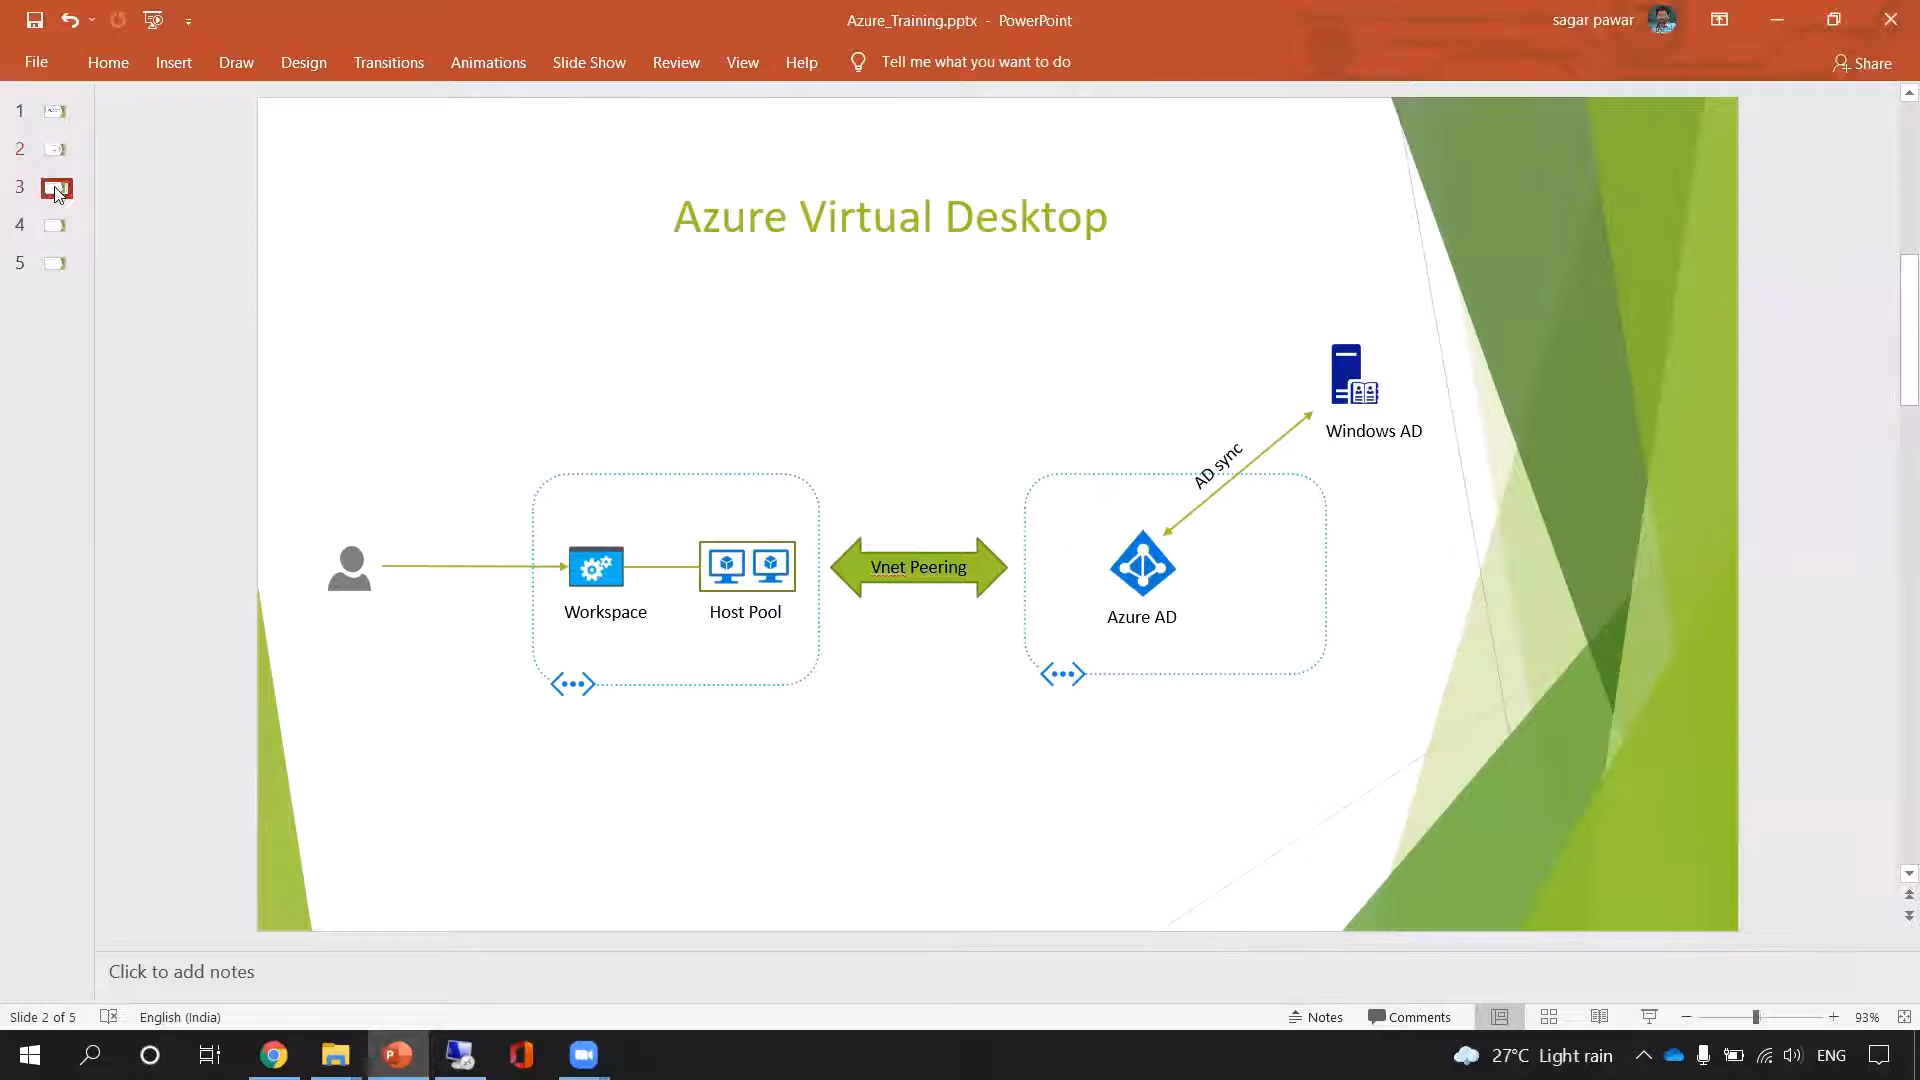 Azure_Training.pptx - PowerPoint
sagar pawar
File Home Insert Draw Design Transitions Animations Slide Show Review View Help Tell me what you want to do
Share
1
2
3
4
5
Azure Virtual Desktop
Windows AD
AD sync
Vnet Peering
Workspace
Host Pool
Azure AD
Click to add notes
Slide 2 of 5 English (India) Notes Comments 93%
27°C Light rain ENG